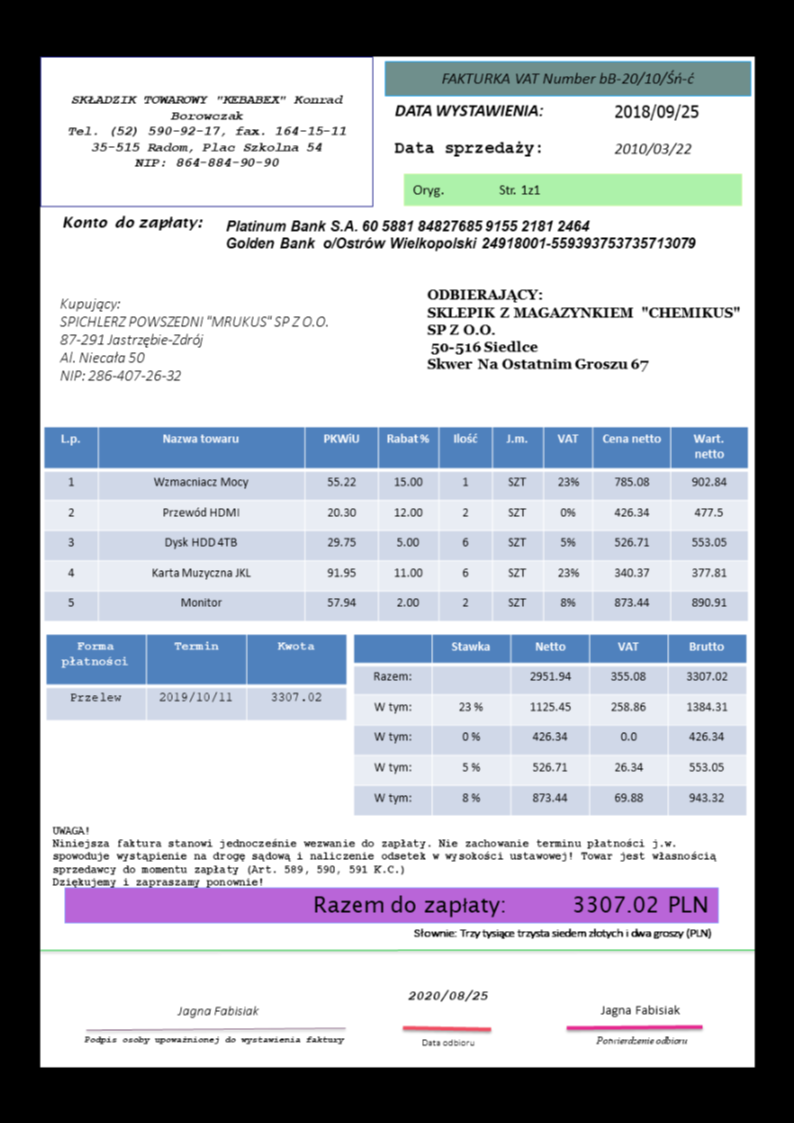 SKŁADZIK TOWAROWY "KEBABEX" Konrad
Borowczak
Tel. (52) 590-92-17, fax. 164-15-11
35-515 Radom, Plac Szkolna 54
NIP: 864-884-90-90
FAKTURKA VAT Number bB-20/10/Śń-ć
DATA WYSTAWIENIA: 2018/09/25
Data sprzedaży: 2010/03/22
Oryg. Str. 1z1
Konto do zapłaty: Platinum Bank S.A. 60 5881 84827685 9155 2181 2464
Golden Bank o/Ostrów Wielkopolski 24918001-559393753735713079
Kupujący:
SPICHLERZ POWSZEDNI "MRUKUS" SP Z O.O.
87-291 Jastrzębie-Zdrój
Al. Niecała 50
NIP: 286-407-26-32
ODBIERAJĄCY:
SKLEPIK Z MAGAZYNKIEM "CHEMIKUS"
SP Z O.O.
50-516 Siedlce
Skwer Na Ostatnim Groszu 67
L.p. Nazwa towaru PKWiU Rabat % Ilość J.m. VAT Cena netto Wart. netto
1 Wzmacniacz Mocy 55.22 15.00 1 SZT 23% 785.08 902.84
2 Przewód HDMI 20.30 12.00 2 SZT 0% 426.34 477.5
3 Dysk HDD 4TB 29.75 5.00 6 SZT 5% 526.71 553.05
4 Karta Muzyczna JKL 91.95 11.00 6 SZT 23% 340.37 377.81
5 Monitor 57.94 2.00 2 SZT 8% 873.44 890.91
Forma płatności Termin Kwota
Przelew 2019/10/11 3307.02
Stawka Netto VAT Brutto
Razem: 2951.94 355.08 3307.02
W tym: 23 % 1125.45 258.86 1384.31
W tym: 0 % 426.34 0.0 426.34
W tym: 5 % 526.71 26.34 553.05
W tym: 8 % 873.44 69.88 943.32
UWAGA!
Niniejsza faktura stanowi jednocześnie wezwanie do zapłaty. Nie zachowanie terminu płatności j.w.
spowoduje wystąpienie na drogę sądową i naliczenie odsetek w wysokości ustawowej! Towar jest własnością
sprzedawcy do momentu zapłaty (Art. 589, 590, 591 K.C.)
Dziękujemy i zapraszamy ponownie!
Razem do zapłaty: 3307.02 PLN
Słownie: Trzy tysiące trzysta siedem złotych i dwa groszy (PLN)
Jagna Fabisiak
Podpis osoby upoważnionej do wystawienia faktury
2020/08/25
Data odbioru
Jagna Fabisiak
Potwierdzenie odbioru